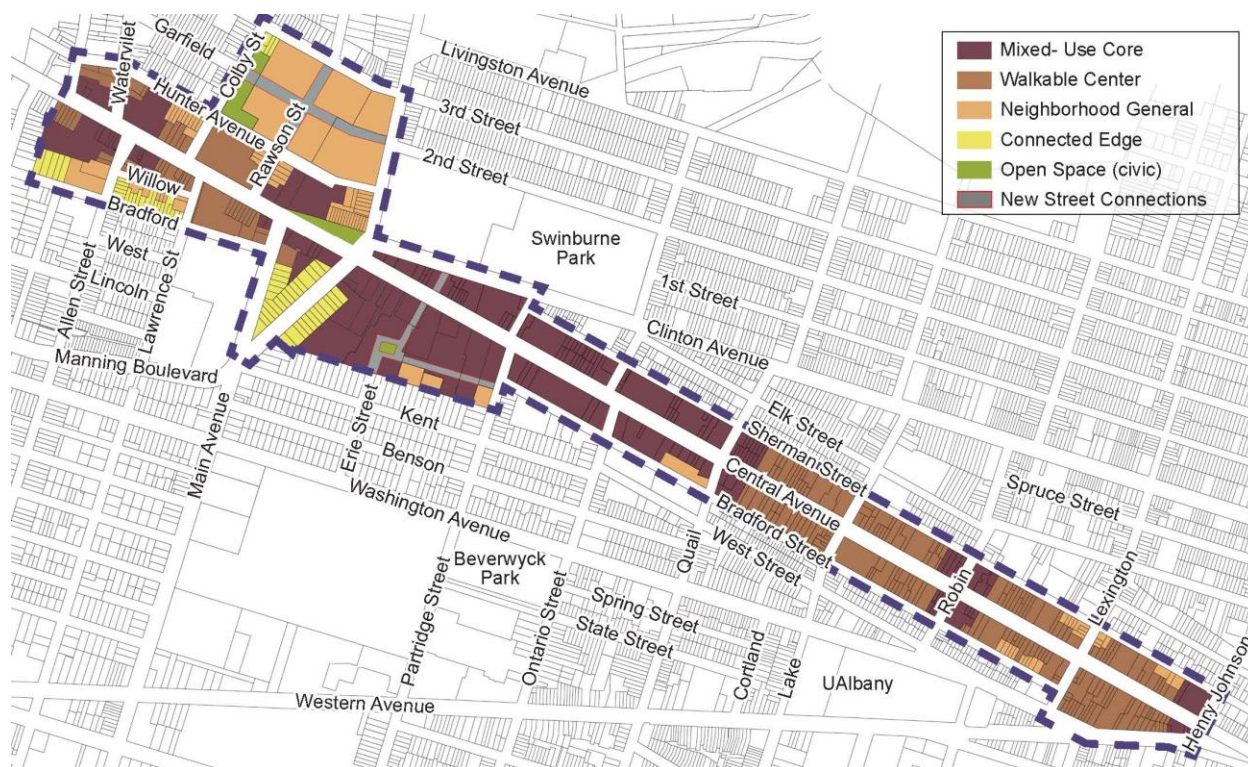 Mixed- Use Core
Walkable Center
Neighborhood General
Connected Edge
Open Space (civic)
New Street Connections
Watervliet
Garfield
Colby St
Hunter Avenue
Rawson St
Livingston Avenue
3rd Street
2nd Street
Willow
Bradford
West
Lincoln
Allen Street
Lawrence St
Manning Boulevard
Main Avenue
Swinburne
Park
1st Street
Clinton Avenue
Erie Street
Kent
Benson
Washington Avenue
Elk Street
Sherman Street
Central Avenue
Bradford Street
West Street
Quail
Spruce Street
Beverwyck
Park
Partridge Street
Ontario Street
Spring Street
State Street
Cortland
Lake
UAlbany
Robin
Lexington
Henry Johnson
Western Avenue